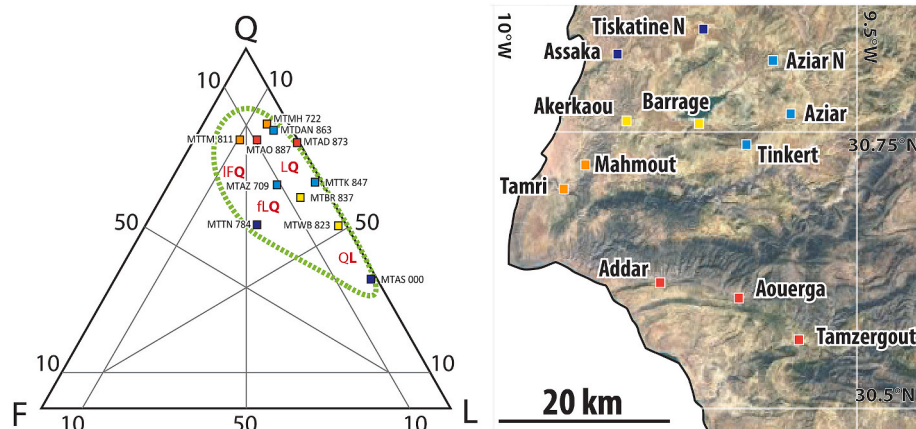 Q
10
10
MTMH 722
MTDAN 863
MTTM 811
MTAO 887
MTAD 873
lFQ
LQ
MTAZ 709
MTTK 847
MTBR 837
fLQ
MTTN 784
MTWB 823
50
50
QL
MTAS 000
10
10
F
L
10
50
10
10°W
9.5°W
Tiskatine N
Assaka
Aziar N
Akerkaou
Barrage
Aziar
30.75°N
Tinkert
Mahmout
Tamri
Addar
Aouerga
Tamzergout
20 km
30.5°N